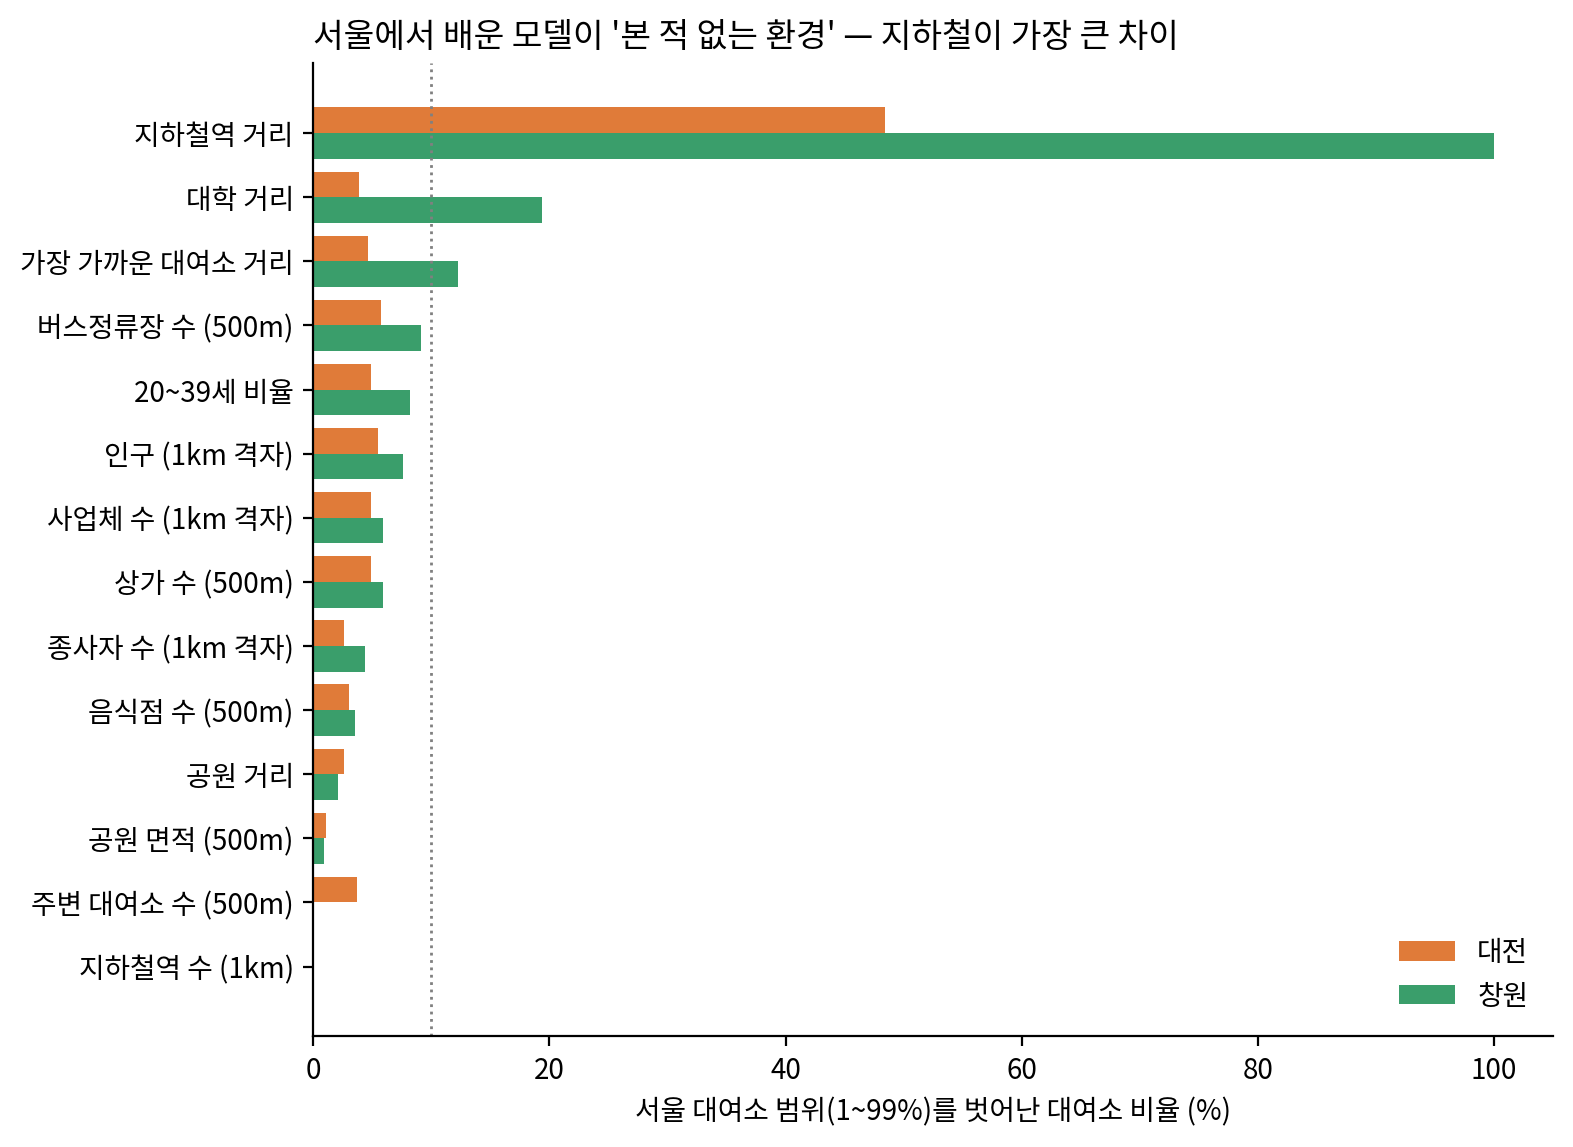 서울에서 배운 모델이 '본 적 없는 환경' — 지하철이 가장 큰 차이
지하철역 거리
대학 거리
가장 가까운 대여소 거리
버스정류장 수 (500m)
20~39세 비율
인구 (1km 격자)
사업체 수 (1km 격자)
상가 수 (500m)
종사자 수 (1km 격자)
음식점 수 (500m)
공원 거리
공원 면적 (500m)
주변 대여소 수 (500m)
지하철역 수 (1km)
대전
창원
0 20 40 60 80 100
서울 대여소 범위(1~99%)를 벗어난 대여소 비율 (%)